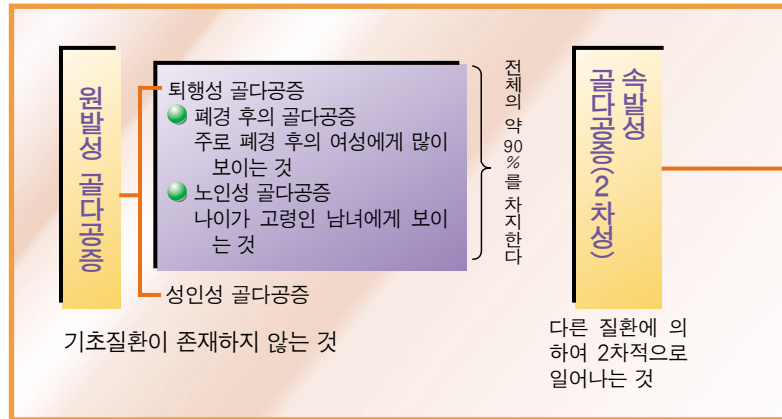 원발성 골다공증
퇴행성 골다공증
폐경 후의 골다공증
주로 폐경 후의 여성에게 많이
보이는 것
노인성 골다공증
나이가 고령인 남녀에게 보이
는 것
성인성 골다공증
기초질환이 존재하지 않는 것
전체의 약 90%를 차지한다
속발성
골다공증(2차성)
다른 질환에 의
하여 2차적으로
일어나는 것